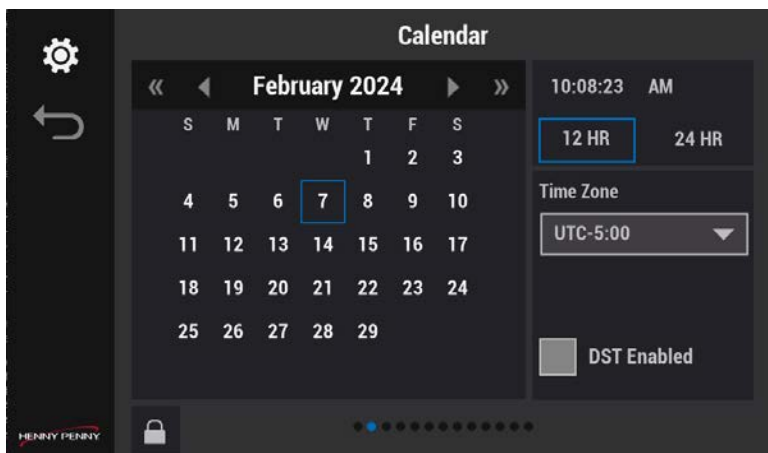 Calendar
February 2024
S M T W T F S
1 2 3
4 5 6 7 8 9 10
11 12 13 14 15 16 17
18 19 20 21 22 23 24
25 26 27 28 29
10:08:23 AM
12 HR 24 HR
Time Zone
UTC-5:00
DST Enabled
HENNY PENNY